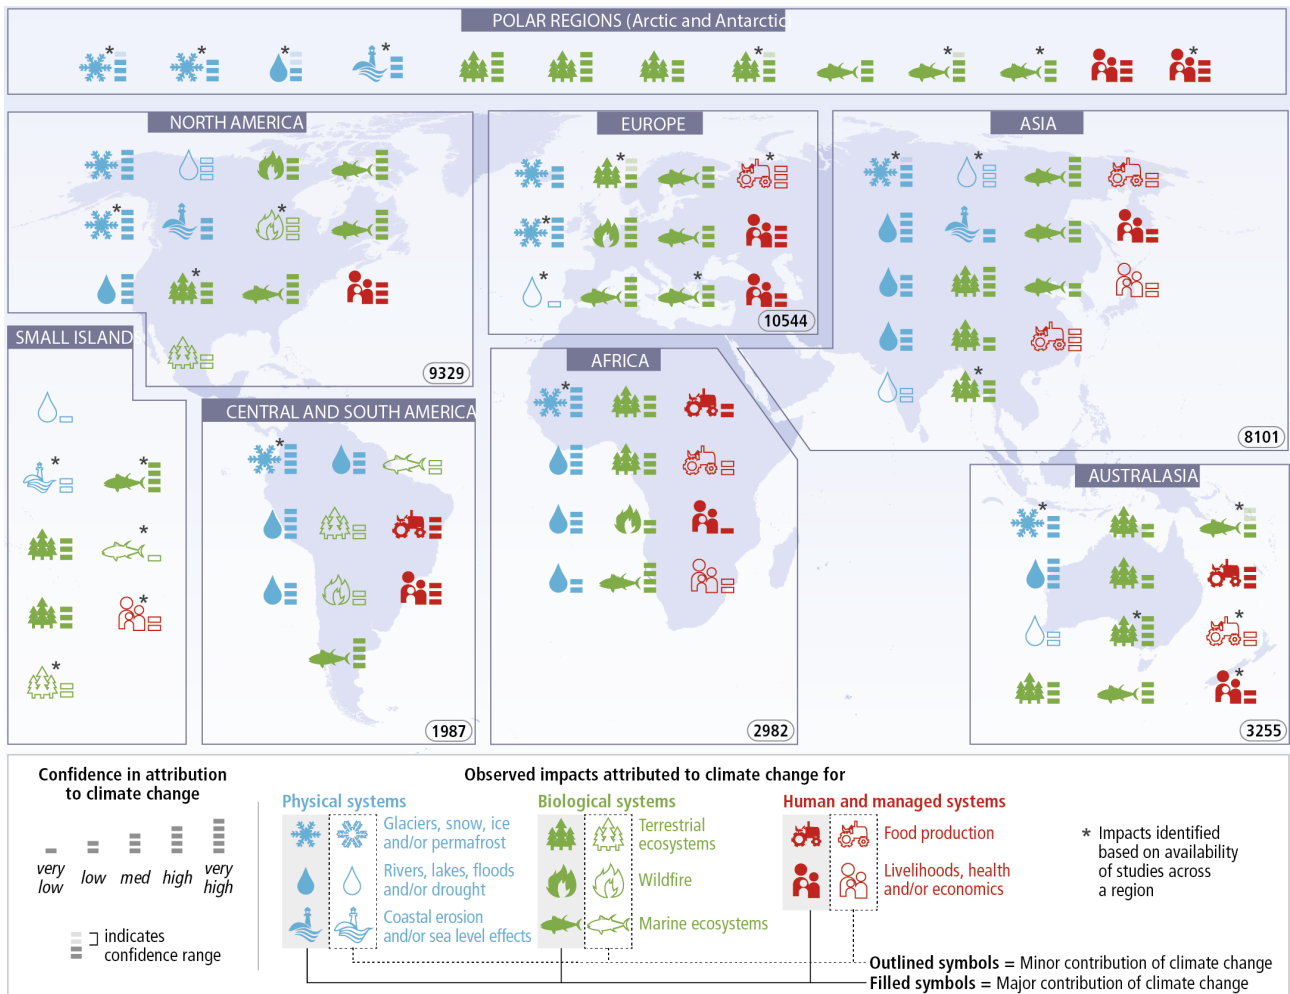 POLAR REGIONS (Arctic and Antarctic
* * * * * * * *
NORTH AMERICA
* * *
9329
EUROPE
* * * * *
10544
ASIA
* * *
8101
SMALL ISLAND
* * * * *
CENTRAL AND SOUTH AMERICA
*
1987
AFRICA
*
2982
AUSTRALASIA
* * * * *
3255
Confidence in attribution
to climate change
very low
low
med
high
very high
indicates
confidence range
Observed impacts attributed to climate change for
Physical systems
Glaciers, snow, ice
and/or permafrost
Rivers, lakes, floods
and/or drought
Coastal erosion
and/or sea level effects
Biological systems
Terrestrial
ecosystems
Wildfire
Marine ecosystems
Human and managed systems
Food production
Livelihoods, health
and/or economics
* Impacts identified
based on availability
of studies across
a region
Outlined symbols = Minor contribution of climate change
Filled symbols = Major contribution of climate change